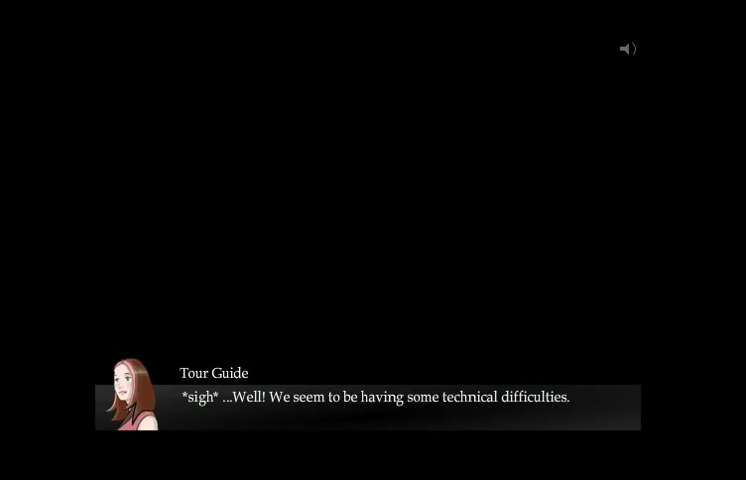 Tour Guide
*sigh* ...Well! We seem to be having some technical difficulties.